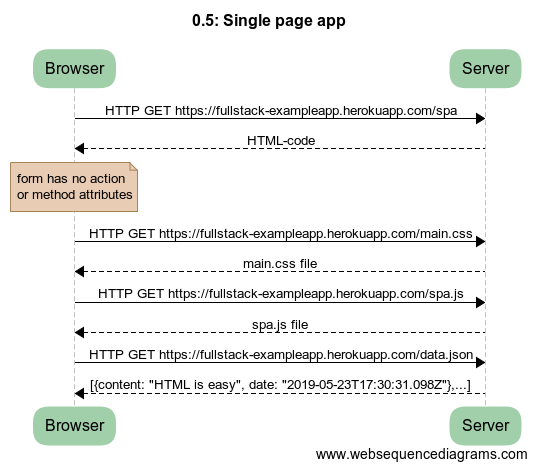 0.5: Single page app
Browser
Server
HTTP GET https://fullstack-exampleapp.herokuapp.com/spa
HTML-code
form has no action
or method attributes
HTTP GET https://fullstack-exampleapp.herokuapp.com/main.css
main.css file
HTTP GET https://fullstack-exampleapp.herokuapp.com/spa.js
spa.js file
HTTP GET https://fullstack-exampleapp.herokuapp.com/data.json
[{content: "HTML is easy", date: "2019-05-23T17:30:31.098Z"},...]
Browser
Server
www.websequencediagrams.com